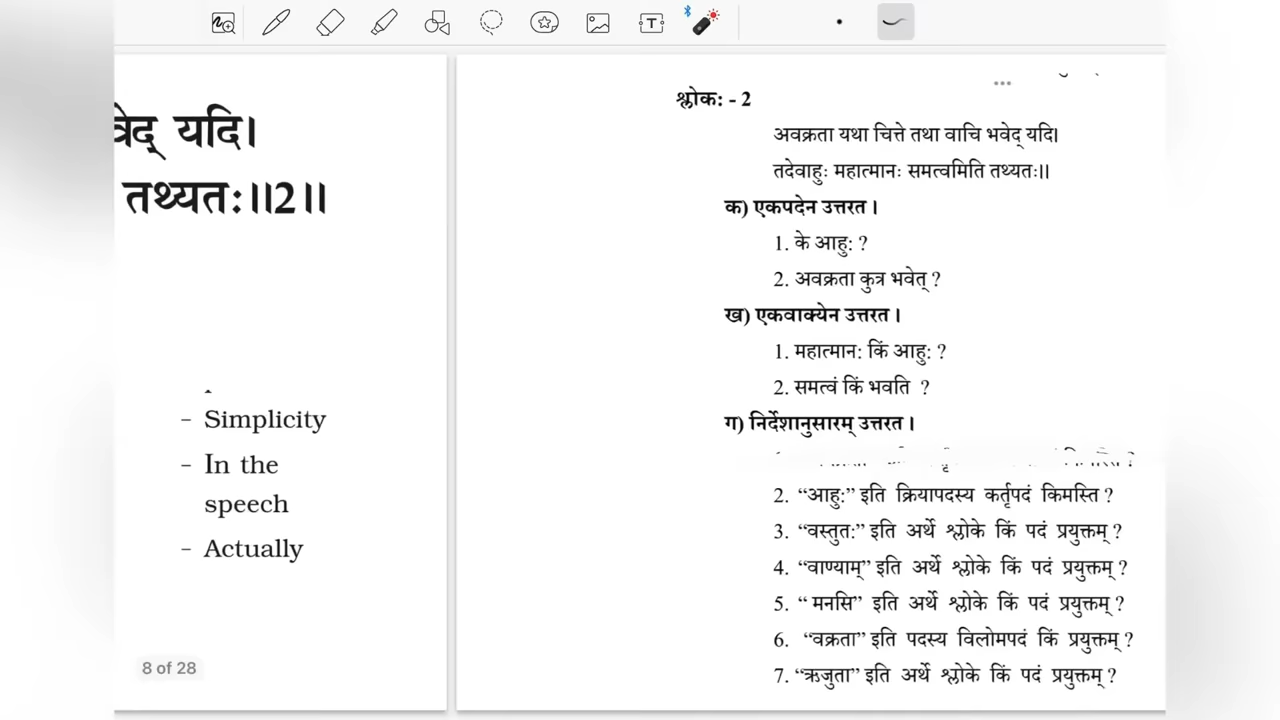 वेद् यदि।
तथ्यतः॥2॥
- Simplicity
- In the
speech
- Actually
8 of 28
श्लोक: - 2
अवक्रता यथा चित्ते तथा वाचि भवेद् यदि।
तदेवाहुः महात्मानः समत्वमिति तथ्यतः॥
क) एकपदेन उत्तरत ।
1. के आहु: ?
2. अवक्रता कुत्र भवेत् ?
ख) एकवाक्येन उत्तरत ।
1. महात्मान: किं आहु: ?
2. समत्वं किं भवति ?
ग) निर्देशानुसारम् उत्तरत ।
2. “आहु:” इति क्रियापदस्य कर्तृपदं किमस्ति ?
3. “वस्तुत:” इति अर्थे श्लोके किं पदं प्रयुक्तम् ?
4. “वाण्याम्” इति अर्थे श्लोके किं पदं प्रयुक्तम् ?
5. “ मनसि” इति अर्थे श्लोके किं पदं प्रयुक्तम् ?
6. “वक्रता” इति पदस्य विलोमपदं किं प्रयुक्तम् ?
7. “ऋजुता” इति अर्थे श्लोके किं पदं प्रयुक्तम् ?